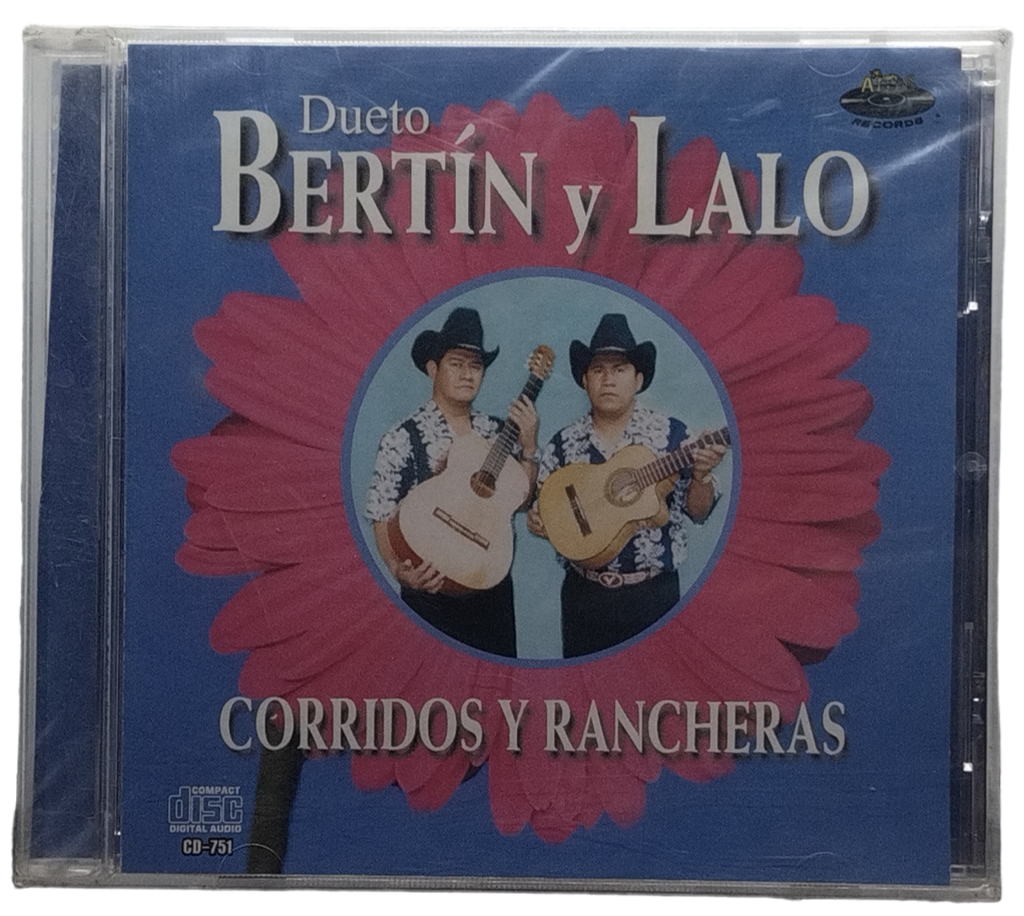 Dueto
BERTÍN y LALO
RECORDS
CORRIDOS Y RANCHERAS
COMPACT
disc
DIGITAL AUDIO
CD-751